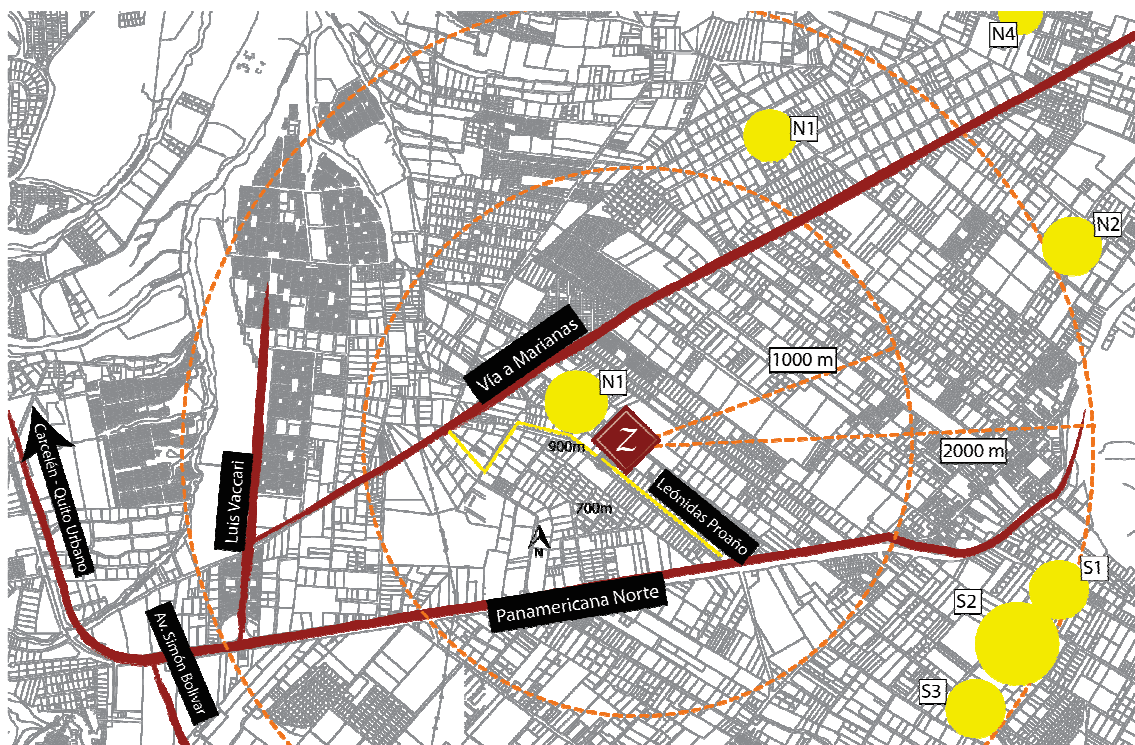 N4
N1
N2
1000 m
Vía a Marianas
N1
Z
900m
2000 m
Carcelén - Quito Urbano
Luis Vaccari
Leónidas Proaño
700m
N
S1
S2
Panamericana Norte
Av. Simón Bolívar
S3